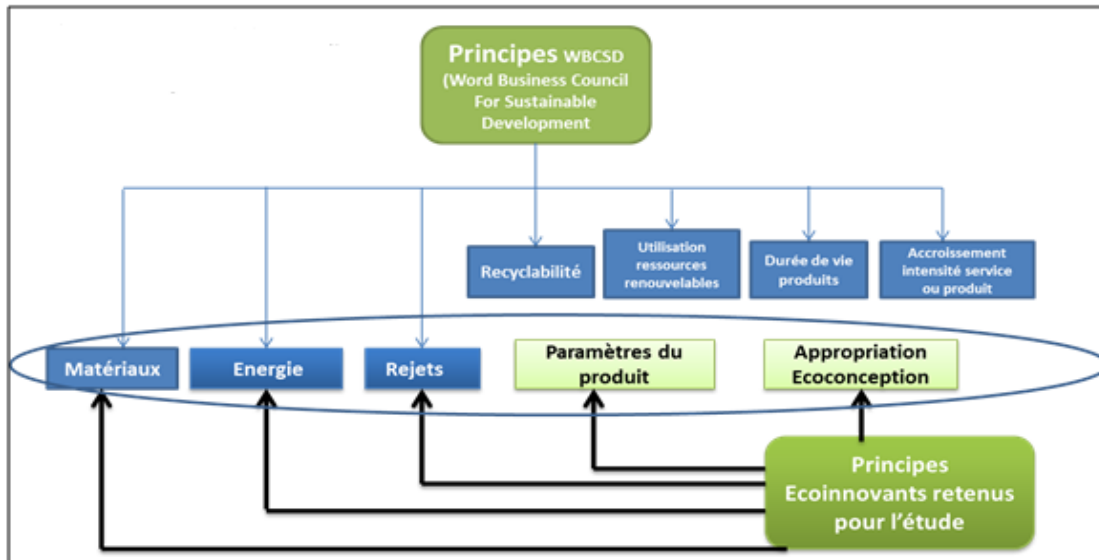 Principes WBCSD
(Word Business Council
For Sustainable
Development
Recyclabilité
Utilisation
ressources
renouvelables
Durée de vie
produits
Accroissement
intensité service
ou produit
Matériaux
Energie
Rejets
Paramètres du
produit
Appropriation
Ecoconception
Principes
Ecoinnovants retenus
pour l'étude